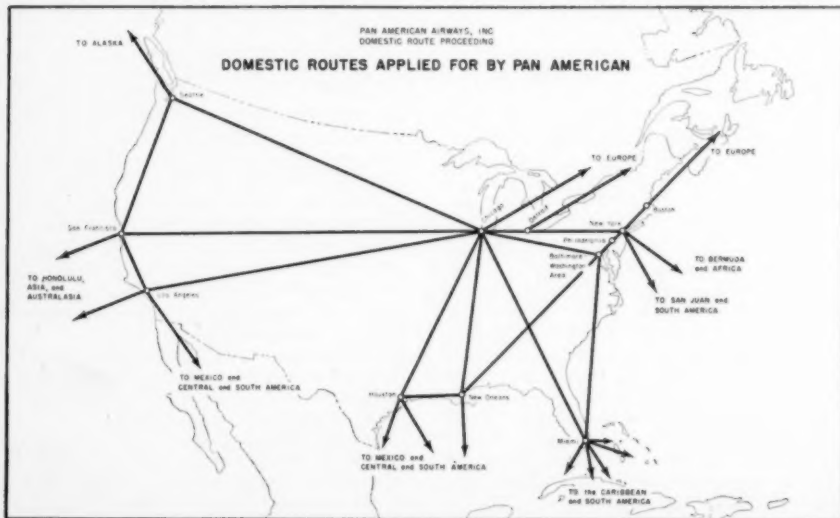 PAN AMERICAN AIRWAYS, INC
DOMESTIC ROUTE PROCEEDING
DOMESTIC ROUTES APPLIED FOR BY PAN AMERICAN
TO ALASKA
Seattle
TO EUROPE
TO EUROPE
Chicago
Detroit
Boston
New York
San Francisco
Philadelphia
Baltimore
Washington
Area
TO BERMUDA
and AFRICA
TO HONOLULU,
ASIA, and
AUSTRALASIA
Los Angeles
TO SAN JUAN and
SOUTH AMERICA
TO MEXICO and
CENTRAL and SOUTH AMERICA
Houston
New Orleans
Miami
TO MEXICO and
CENTRAL and SOUTH AMERICA
TO the CARIBBEAN
and SOUTH AMERICA